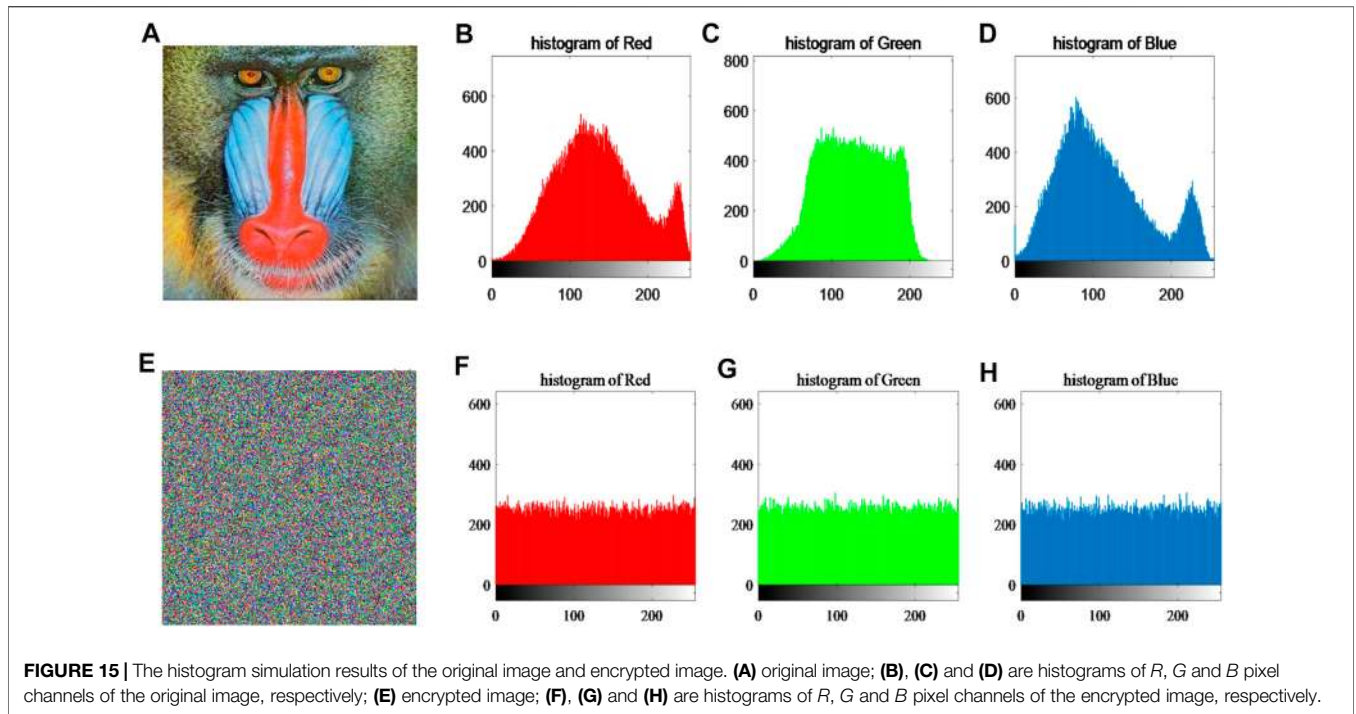 A
B
histogram of Red
600
400
200
0
0 100 200
C
histogram of Green
800
600
400
200
0
0 100 200
D
histogram of Blue
600
400
200
0
0 100 200
E
F
histogram of Red
600
400
200
0
0 100 200
G
histogram of Green
600
400
200
0
0 100 200
H
histogram of Blue
600
400
200
0
0 100 200
FIGURE 15 | The histogram simulation results of the original image and encrypted image. (A) original image; (B), (C) and (D) are histograms of R, G and B pixel
channels of the original image, respectively; (E) encrypted image; (F), (G) and (H) are histograms of R, G and B pixel channels of the encrypted image, respectively.